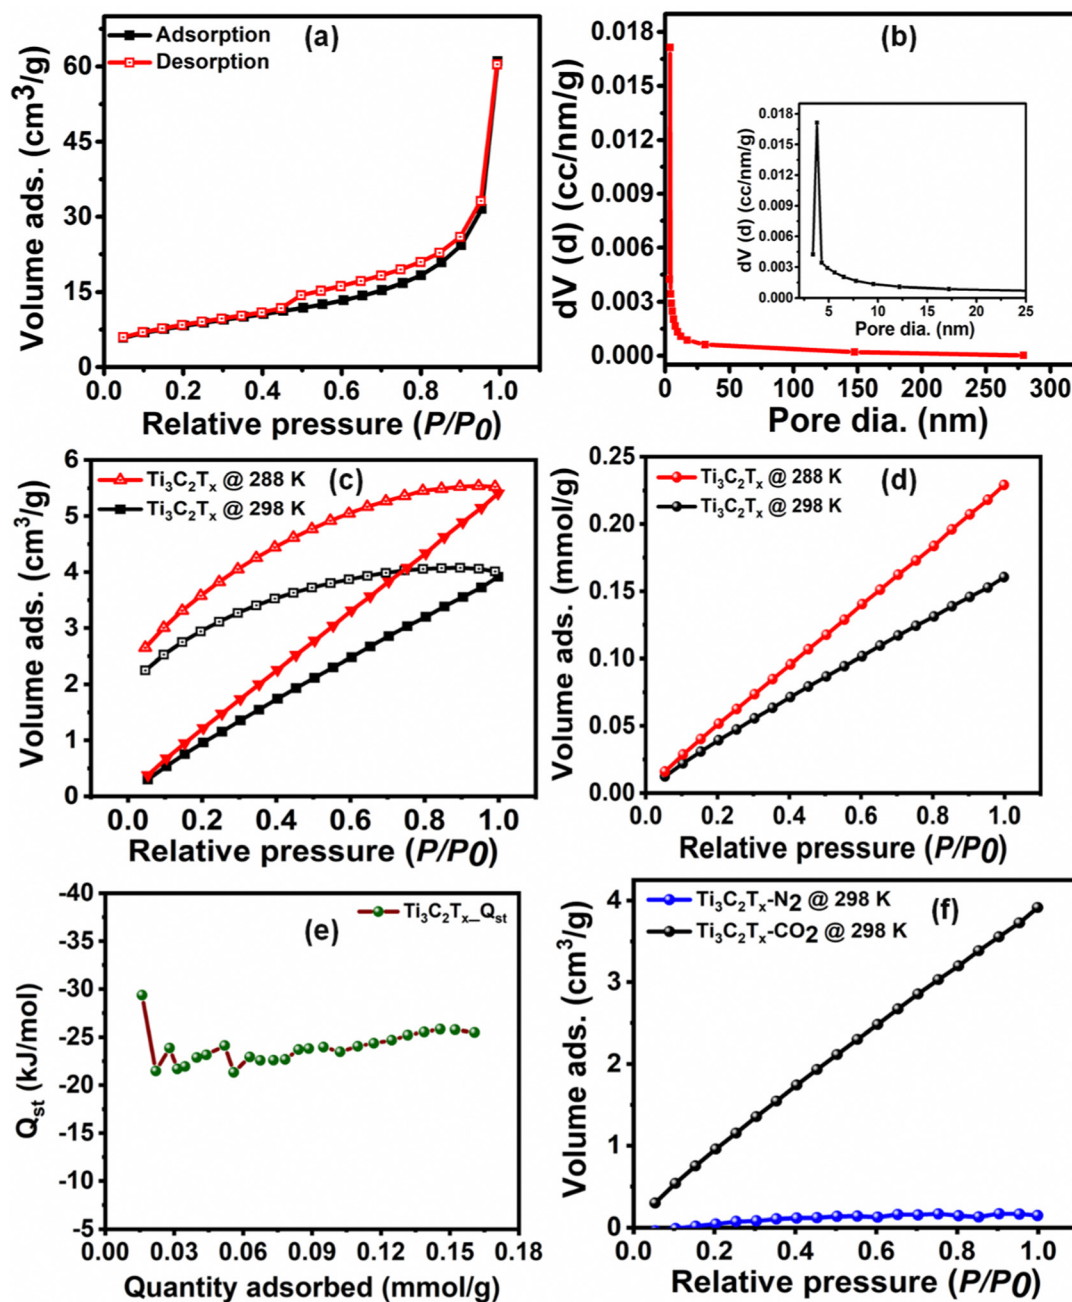 (a)
Adsorption
Desorption
60
45
30
15
0
0.0 0.2 0.4 0.6 0.8 1.0
Volume ads. (cm³/g)
Relative pressure (P/P0)
(b)
0.018
0.015
0.012
0.009
0.006
0.003
0.000
0 50 100 150 200 250 300
dV (d) (cc/nm/g)
Pore dia. (nm)
0.018
0.015
0.012
0.009
0.006
0.003
0.000
5 10 15 20 25
dV (d) (cc/nm/g)
Pore dia. (nm)
(c)
Ti₃C₂Tₓ @ 288 K
Ti₃C₂Tₓ @ 298 K
6
5
4
3
2
1
0
0.0 0.2 0.4 0.6 0.8 1.0
Volume ads. (cm³/g)
Relative pressure (P/P0)
(d)
Ti₃C₂Tₓ @ 288 K
Ti₃C₂Tₓ @ 298 K
0.25
0.20
0.15
0.10
0.05
0.00
0.0 0.2 0.4 0.6 0.8 1.0
Volume ads. (mmol/g)
Relative pressure (P/P0)
(e)
Ti₃C₂Tₓ_Qst
-40
-35
-30
-25
-20
-15
-10
-5
0.00 0.03 0.06 0.09 0.12 0.15 0.18
Qst (kJ/mol)
Quantity adsorbed (mmol/g)
(f)
Ti₃C₂Tₓ-N₂ @ 298 K
Ti₃C₂Tₓ-CO₂ @ 298 K
4
3
2
1
0
0.0 0.2 0.4 0.6 0.8 1.0
Volume ads. (cm³/g)
Relative pressure (P/P0)